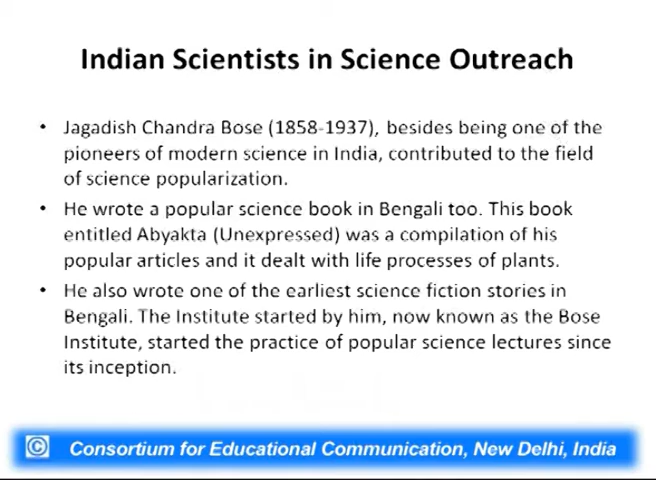 Indian Scientists in Science Outreach
• Jagadish Chandra Bose (1858-1937), besides being one of the
pioneers of modern science in India, contributed to the field
of science popularization.
• He wrote a popular science book in Bengali too. This book
entitled Abyakta (Unexpressed) was a compilation of his
popular articles and it dealt with life processes of plants.
• He also wrote one of the earliest science fiction stories in
Bengali. The Institute started by him, now known as the Bose
Institute, started the practice of popular science lectures since
its inception.
© Consortium for Educational Communication, New Delhi, India